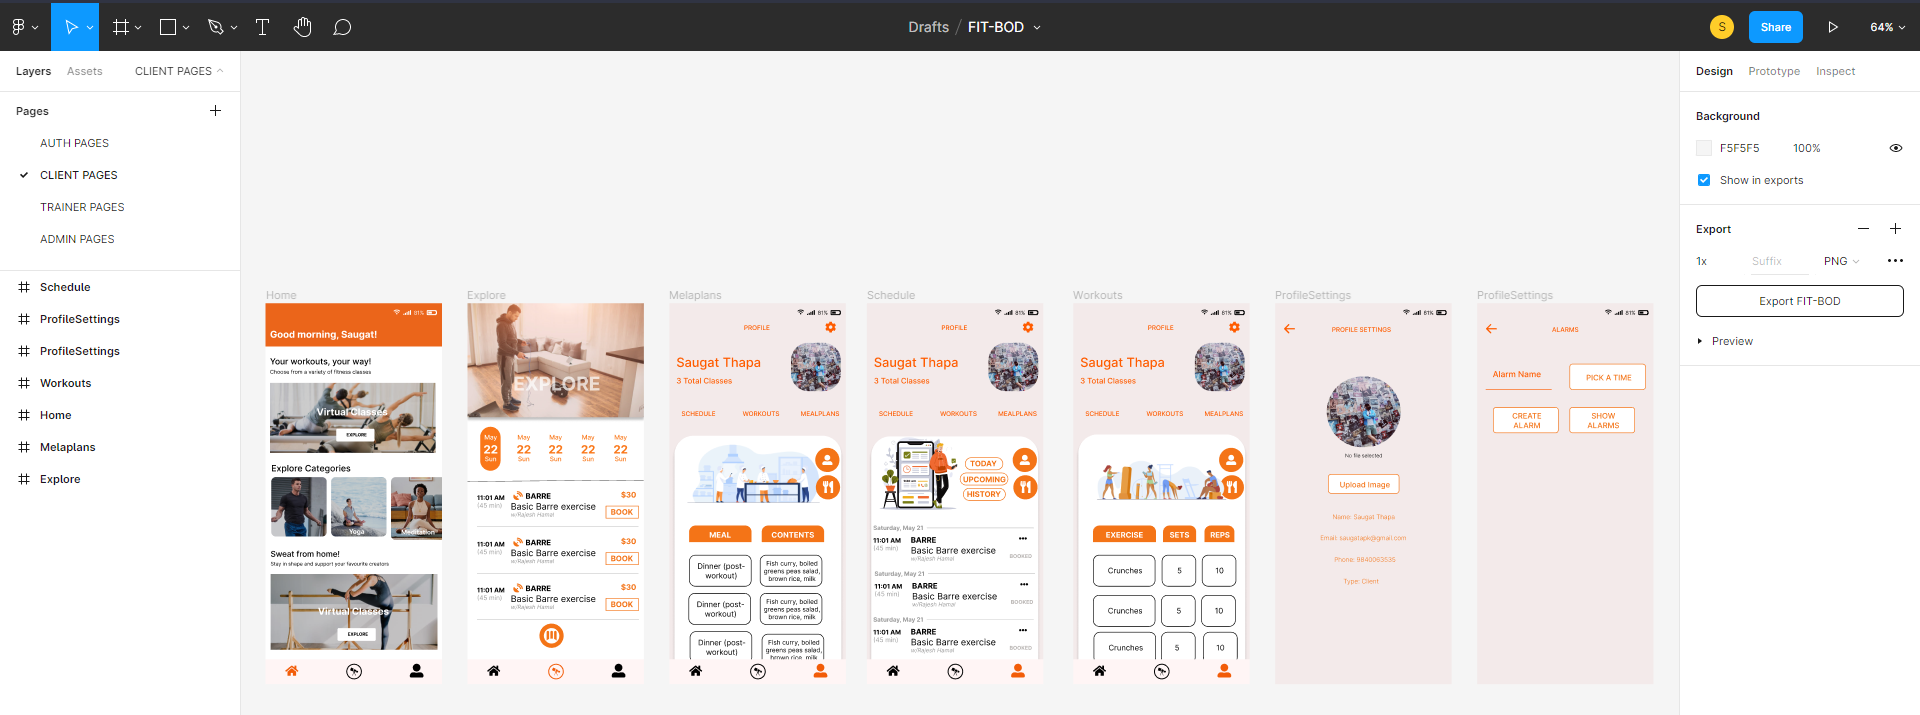 Drafts / FIT-BOD
S
Share
64%
Layers
Assets
CLIENT PAGES
Pages
AUTH PAGES
CLIENT PAGES
TRAINER PAGES
ADMIN PAGES
Schedule
ProfileSettings
ProfileSettings
Workouts
Home
Melaplans
Explore
Home
81%
Good morning, Saugat!
Your workouts, your way!
Choose from a variety of fitness classes
Virtual Classes
EXPLORE
Explore Categories
Yoga
Meditation
Sweat from home!
Stay in shape and support your favourite creators
Virtual Classes
EXPLORE
Explore
EXPLORE
May May May May May
22 22 22 22 22
Sun Sun Sun Sun Sun
11:01 AM BARRE $30
(45 min) Basic Barre exercise BOOK
w/Rajesh Hamal
11:01 AM BARRE $30
(45 min) Basic Barre exercise BOOK
w/Rajesh Hamal
11:01 AM BARRE $30
(45 min) Basic Barre exercise BOOK
w/Rajesh Hamal
Melaplans
81%
PROFILE
Saugat Thapa
3 Total Classes
SCHEDULE WORKOUTS MEALPLANS
MEAL CONTENTS
Dinner (post-
workout)
Fish curry, boiled
greens peas salad,
brown rice, milk
Dinner (post-
workout)
Fish curry, boiled
greens peas salad,
brown rice, milk
Dinner (post-
workout)
Fish curry, boiled
greens peas salad,
brown rice, milk
Schedule
81%
PROFILE
Saugat Thapa
3 Total Classes
SCHEDULE WORKOUTS MEALPLANS
TODAY
UPCOMING
HISTORY
Saturday, May 21
11:01 AM BARRE
(45 min) Basic Barre exercise
w/Rajesh Hamal BOOKED
Saturday, May 21
11:01 AM BARRE
(45 min) Basic Barre exercise
w/Rajesh Hamal BOOKED
Saturday, May 21
11:01 AM BARRE
(45 min) Basic Barre exercise
w/Rajesh Hamal BOOKED
Workouts
81%
PROFILE
Saugat Thapa
3 Total Classes
SCHEDULE WORKOUTS MEALPLANS
EXERCISE SETS REPS
Crunches 5 10
Crunches 5 10
Crunches 5 10
ProfileSettings
81%
PROFILE SETTINGS
No file selected
Upload Image
Name: Saugat Thapa
Email: saugatapk@gmail.com
Phone: 9840063535
Type: Client
ProfileSettings
81%
ALARMS
Alarm Name
PICK A TIME
CREATE
ALARM
SHOW
ALARMS
Design
Prototype
Inspect
Background
F5F5F5 100%
Show in exports
Export
1x Suffix PNG
Export FIT-BOD
Preview